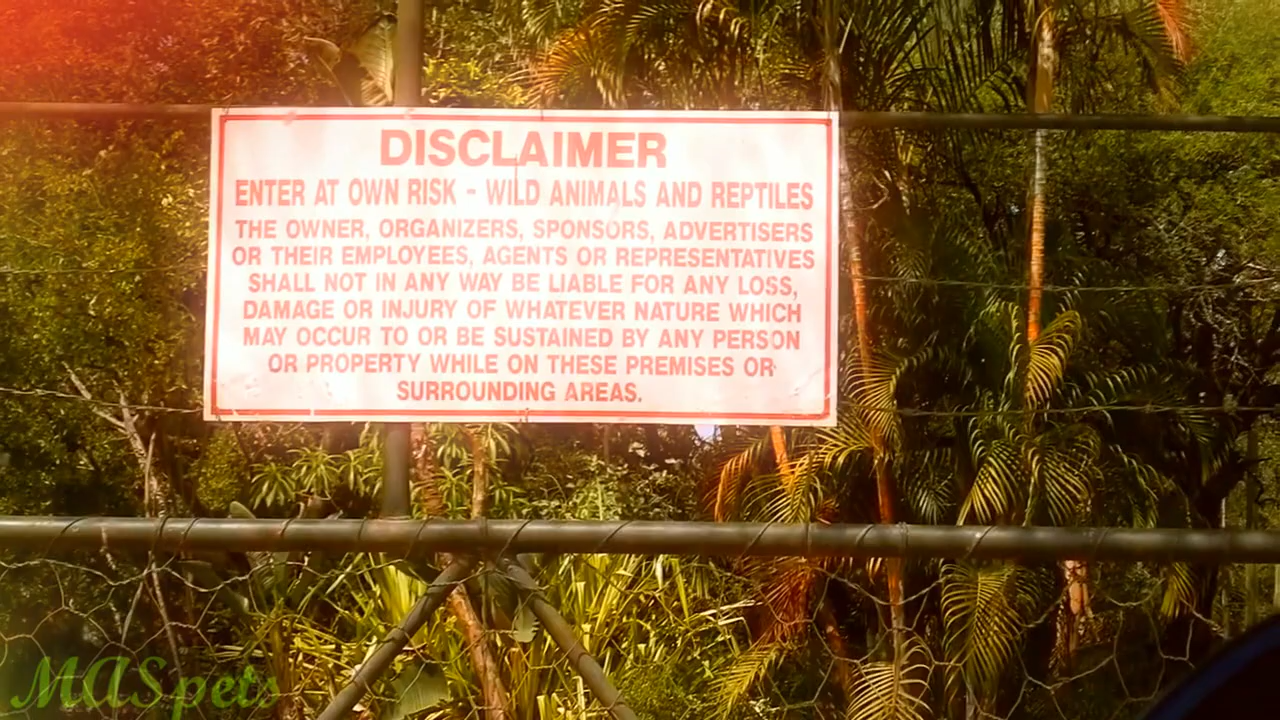 DISCLAIMER
ENTER AT OWN RISK - WILD ANIMALS AND REPTILES
THE OWNER, ORGANIZERS, SPONSORS, ADVERTISERS
OR THEIR EMPLOYEES, AGENTS OR REPRESENTATIVES
SHALL NOT IN ANY WAY BE LIABLE FOR ANY LOSS,
DAMAGE OR INJURY OF WHATEVER NATURE WHICH
MAY OCCUR TO OR BE SUSTAINED BY ANY PERSON
OR PROPERTY WHILE ON THESE PREMISES OR
SURROUNDING AREAS.
MAS pets